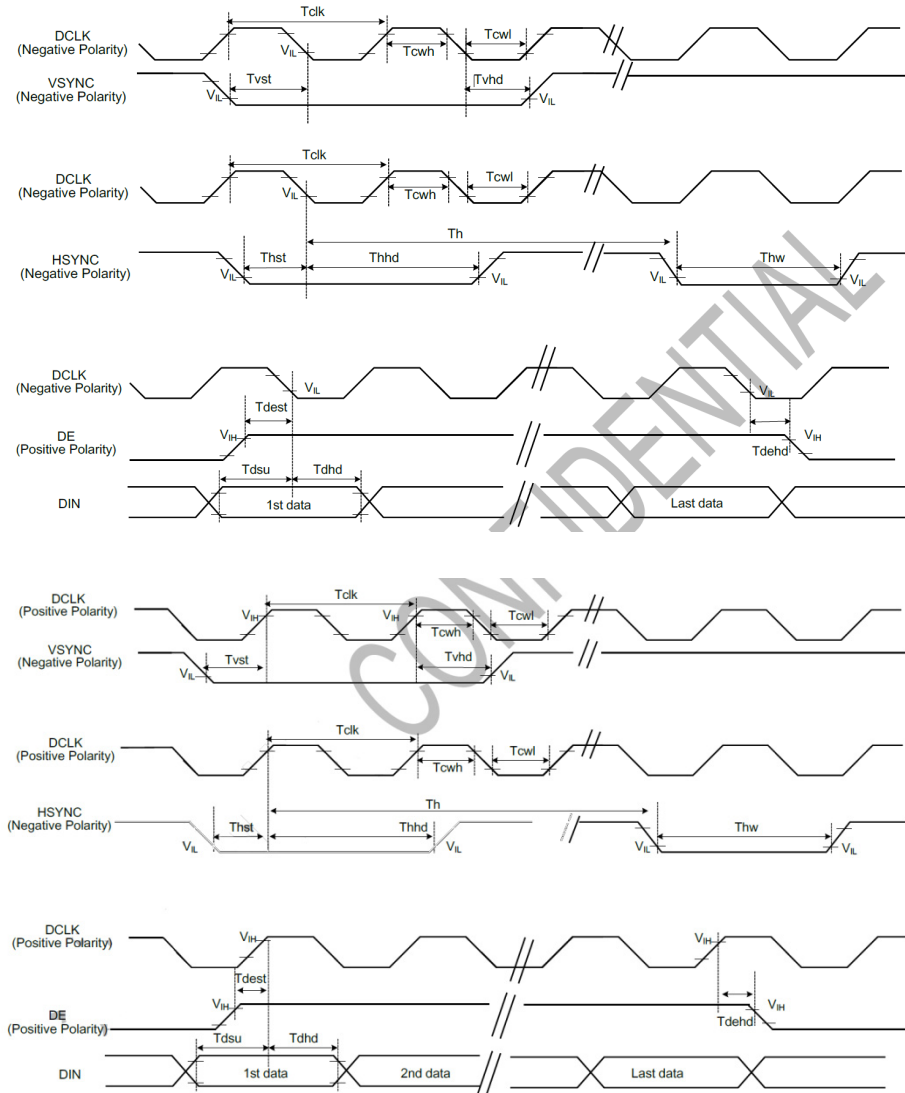 Tclk
DCLK
(Negative Polarity)
VIL
Tcwh
Tcwl
VSYNC
(Negative Polarity)
VIL
Tvst
Tvhd
Tclk
DCLK
(Negative Polarity)
VIL
Tcwh
Tcwl
Th
HSYNC
(Negative Polarity)
Thst
Thhd
Thw
VIL
VIL
VIL
VIL
DCLK
(Negative Polarity)
VIL
VIL
Tdest
DE
(Positive Polarity)
VIH
VIH
Tdehd
Tdsu
Tdhd
DIN
1st data
Last data
CONFIDENTIAL
DCLK
(Positive Polarity)
Tclk
VIH
VIH
Tcwh
Tcwl
VSYNC
(Negative Polarity)
Tvst
Tvhd
VIL
VIL
DCLK
(Positive Polarity)
Tclk
Tcwh
Tcwl
Th
HSYNC
(Negative Polarity)
Thst
Thhd
Thw
VIL
VIL
VIL
VIL
DCLK
(Positive Polarity)
VIH
VIH
Tdest
DE
(Positive Polarity)
VIH
VIH
Tdehd
Tdsu
Tdhd
DIN
1st data
2nd data
Last data